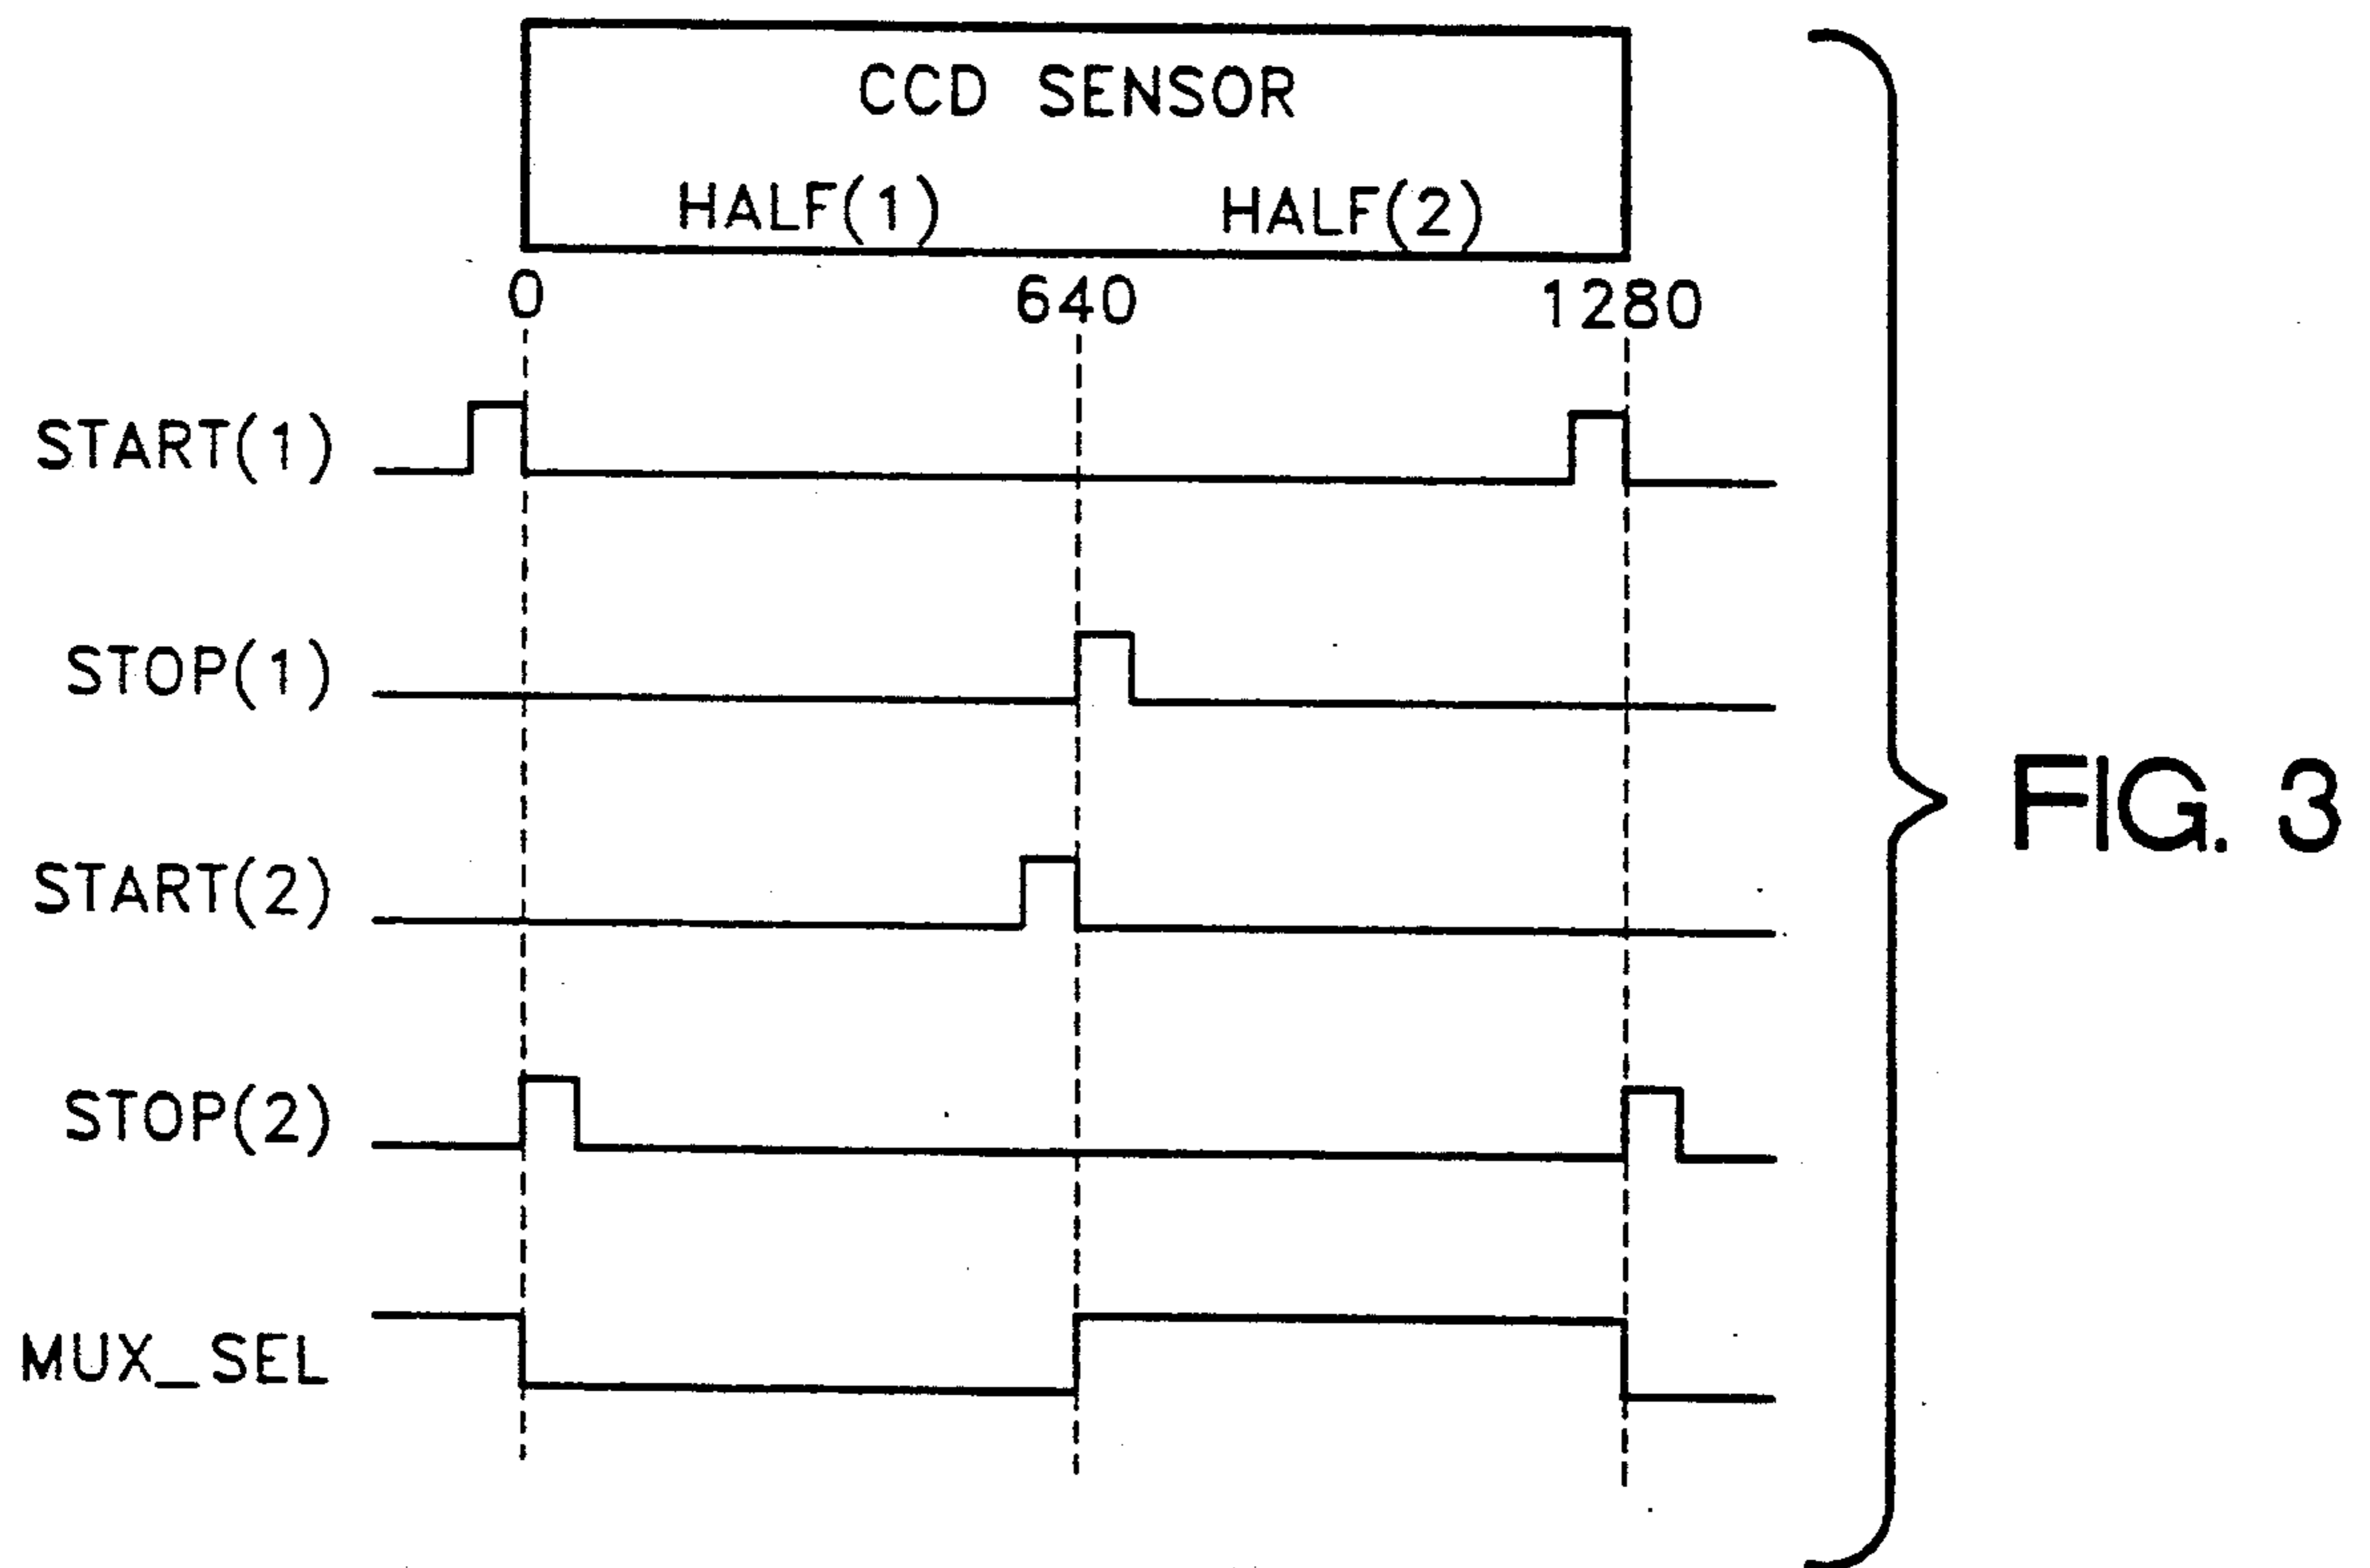 CCD SENSOR
HALF(1) HALF(2)
0 640 1280
START(1)
STOP(1)
START(2)
STOP(2)
MUX_SEL
FIG. 3